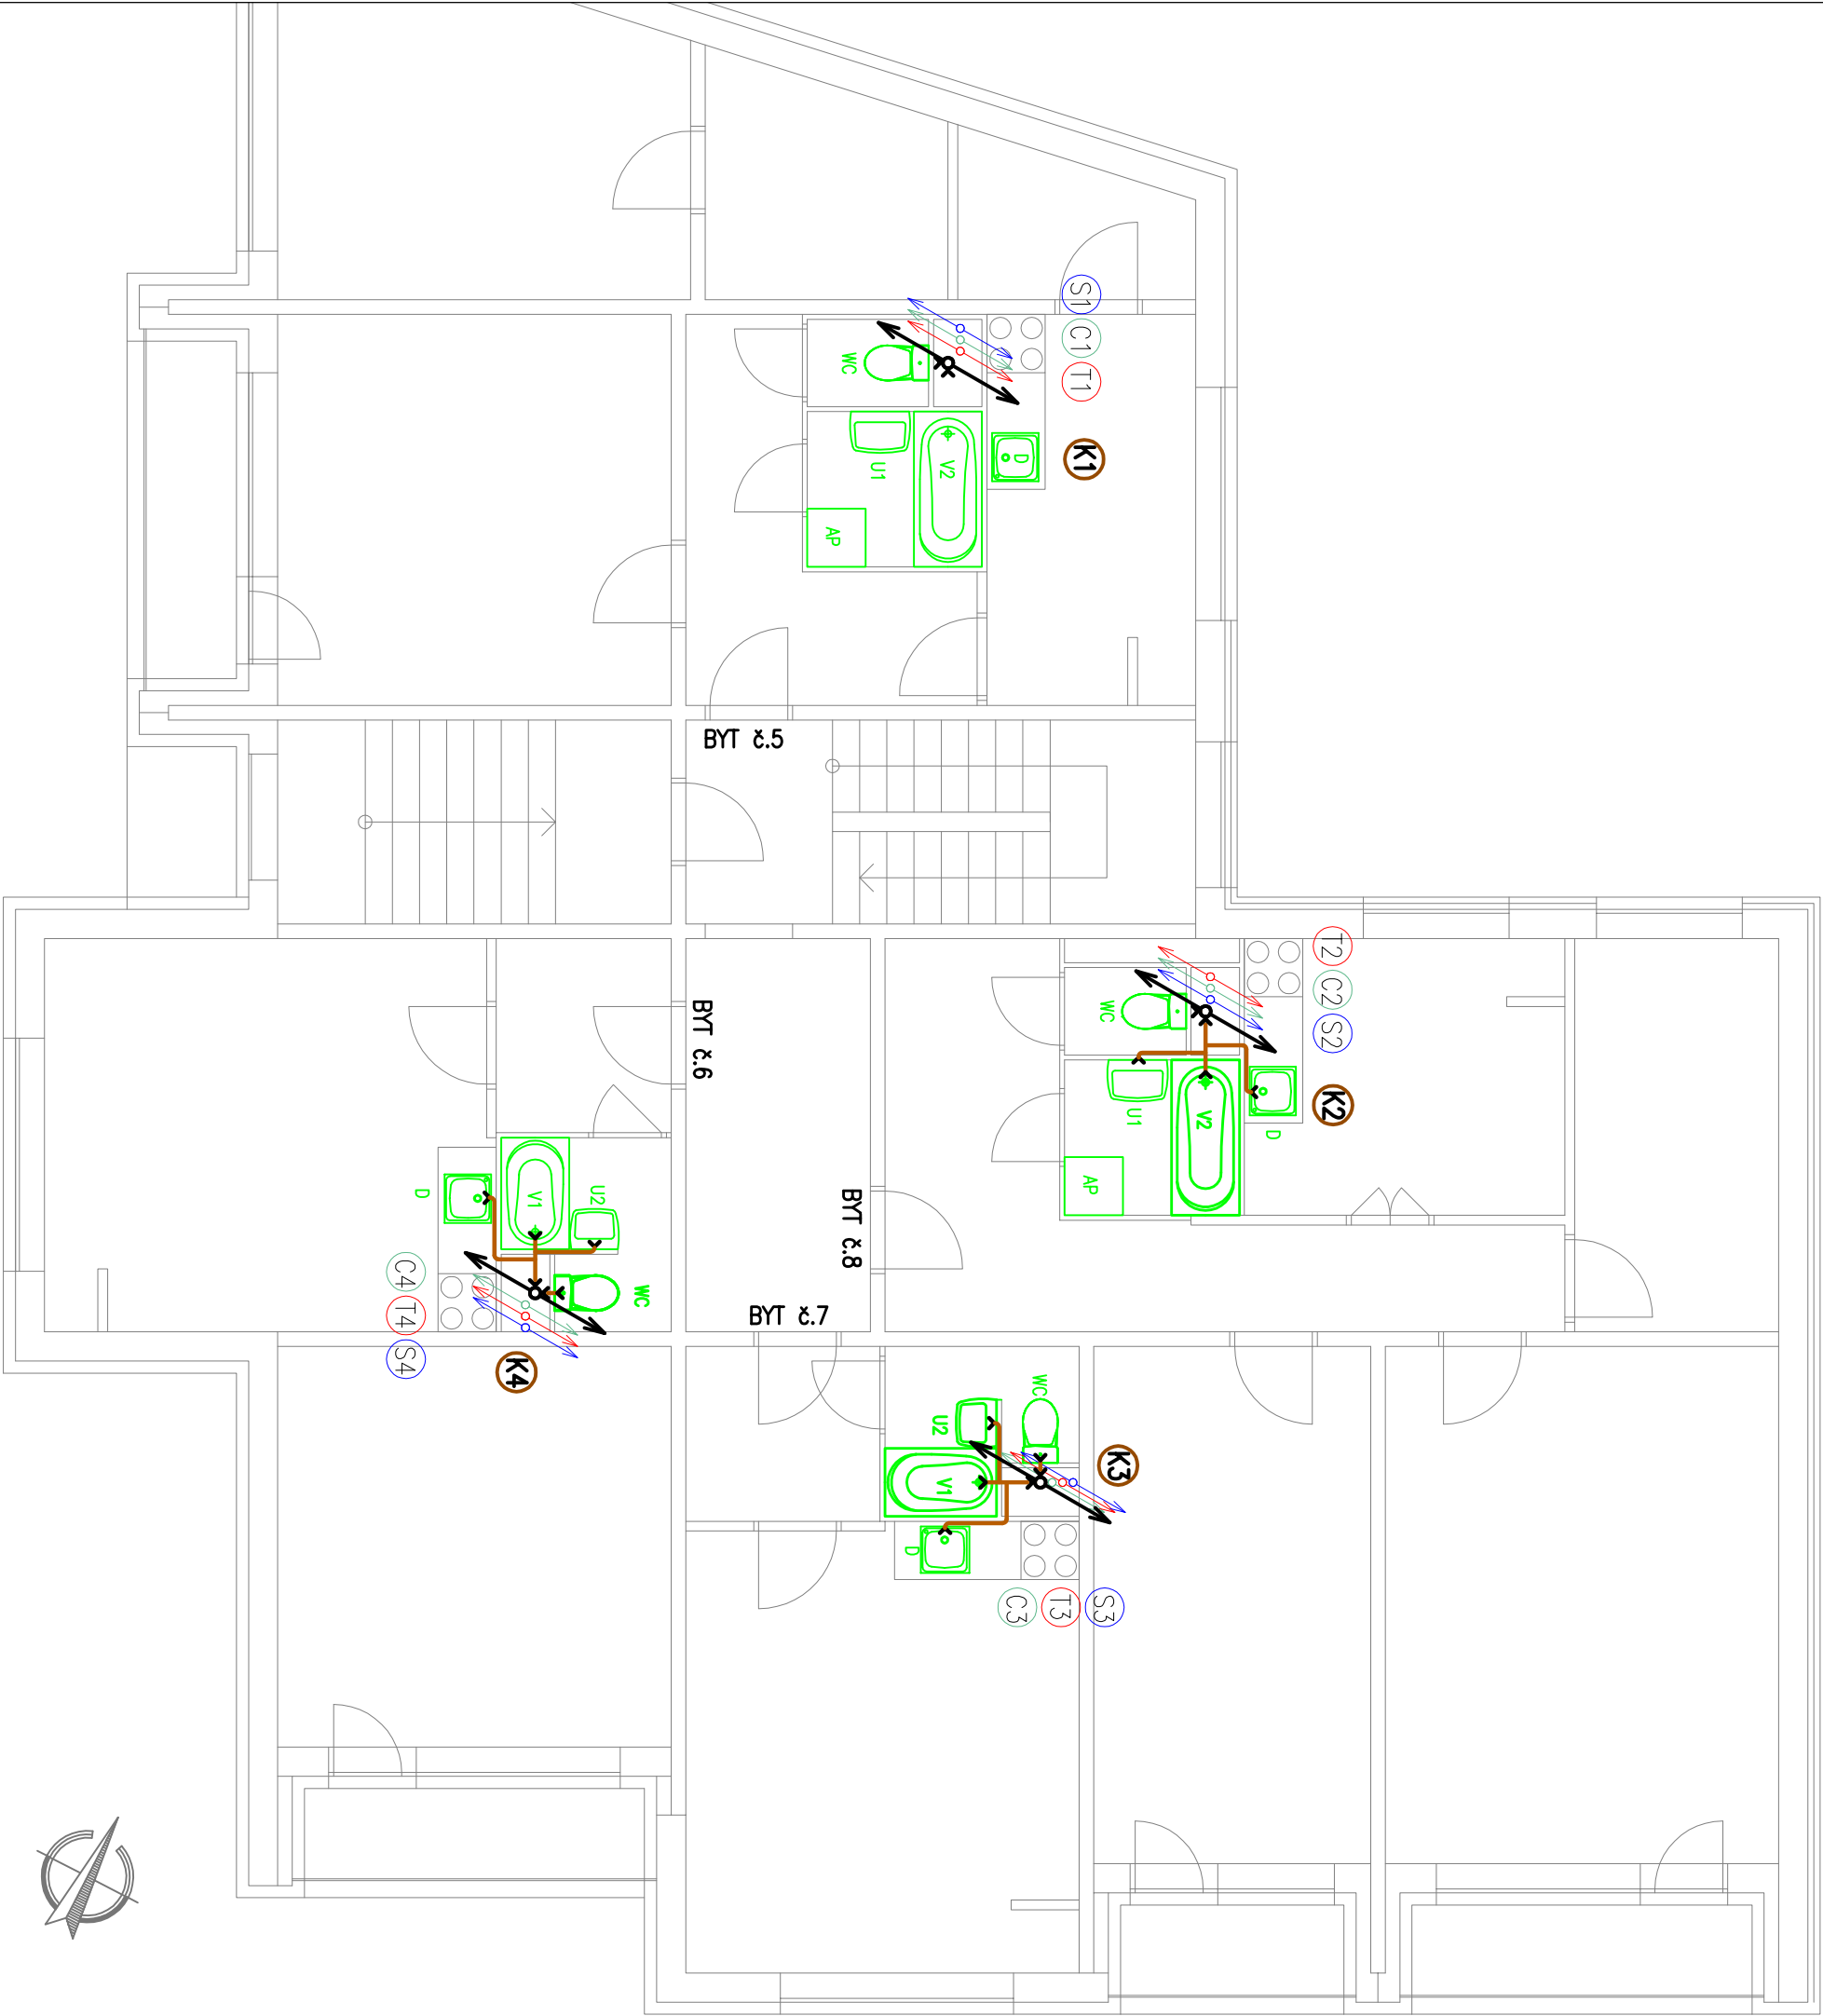 S1
C1
T1
K1
WC
U1
V2
D
AP
BYT č.5
T2
C2
S2
K2
WC
U1
V2
D
AP
BYT č.6
BYT č.8
BYT č.7
D
V1
U2
WC
C4
T4
S4
K4
WC
U2
V1
K3
D
C3
T3
S3